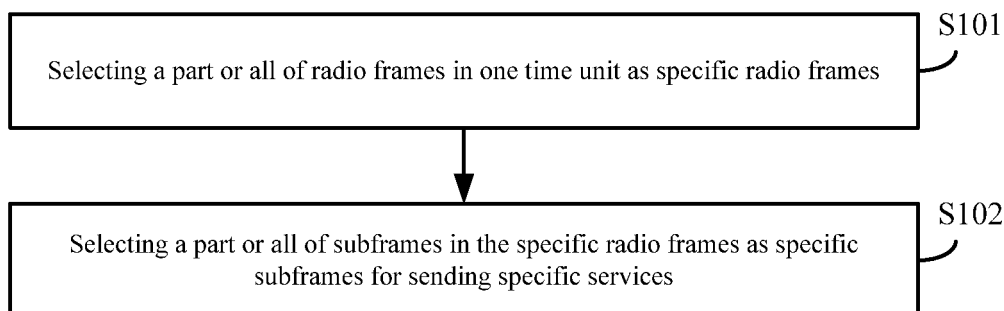 S101
Selecting a part or all of radio frames in one time unit as specific radio frames
S102
Selecting a part or all of subframes in the specific radio frames as specific
subframes for sending specific services